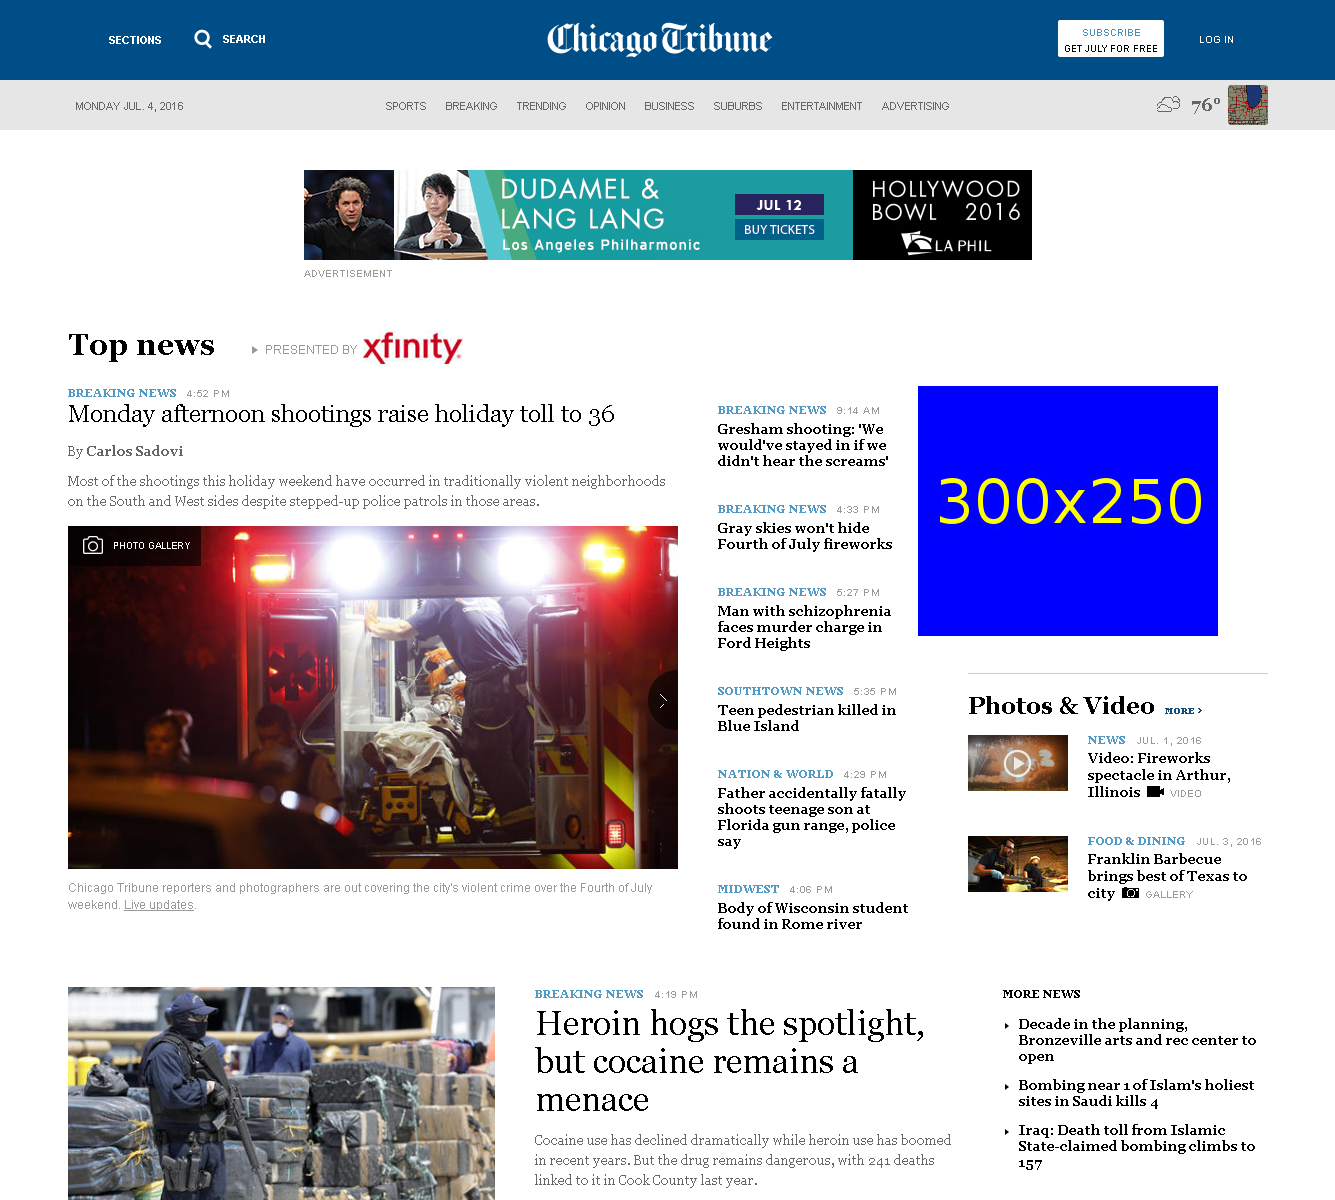 SECTIONS
SEARCH
Chicago Tribune
SUBSCRIBE
GET JULY FOR FREE
LOG IN
MONDAY JUL. 4, 2016
SPORTS BREAKING TRENDING OPINION BUSINESS SUBURBS ENTERTAINMENT ADVERTISING
76°
DUDAMEL &
LANG LANG
Los Angeles Philharmonic
JUL 12
BUY TICKETS
HOLLYWOOD
BOWL 2016
LA PHIL
ADVERTISEMENT
Top news
PRESENTED BY xfinity
BREAKING NEWS 4:52 PM
Monday afternoon shootings raise holiday toll to 36
By Carlos Sadovi
Most of the shootings this holiday weekend have occurred in traditionally violent neighborhoods
on the South and West sides despite stepped-up police patrols in those areas.
PHOTO GALLERY
Chicago Tribune reporters and photographers are out covering the city's violent crime over the Fourth of July
weekend. Live updates.
BREAKING NEWS 9:14 AM
Gresham shooting: 'We
would've stayed in if we
didn't hear the screams'
BREAKING NEWS 4:33 PM
Gray skies won't hide
Fourth of July fireworks
BREAKING NEWS 5:27 PM
Man with schizophrenia
faces murder charge in
Ford Heights
SOUTHTOWN NEWS 5:35 PM
Teen pedestrian killed in
Blue Island
NATION & WORLD 4:29 PM
Father accidentally fatally
shoots teenage son at
Florida gun range, police
say
MIDWEST 4:06 PM
Body of Wisconsin student
found in Rome river
300x250
Photos & Video MORE >
NEWS JUL. 1, 2016
Video: Fireworks
spectacle in Arthur,
Illinois VIDEO
FOOD & DINING JUL. 3, 2016
Franklin Barbecue
brings best of Texas to
city GALLERY
BREAKING NEWS 4:19 PM
Heroin hogs the spotlight,
but cocaine remains a
menace
Cocaine use has declined dramatically while heroin use has boomed
in recent years. But the drug remains dangerous, with 241 deaths
linked to it in Cook County last year.
MORE NEWS
Decade in the planning,
Bronzeville arts and rec center to
open
Bombing near 1 of Islam's holiest
sites in Saudi kills 4
Iraq: Death toll from Islamic
State-claimed bombing climbs to
157